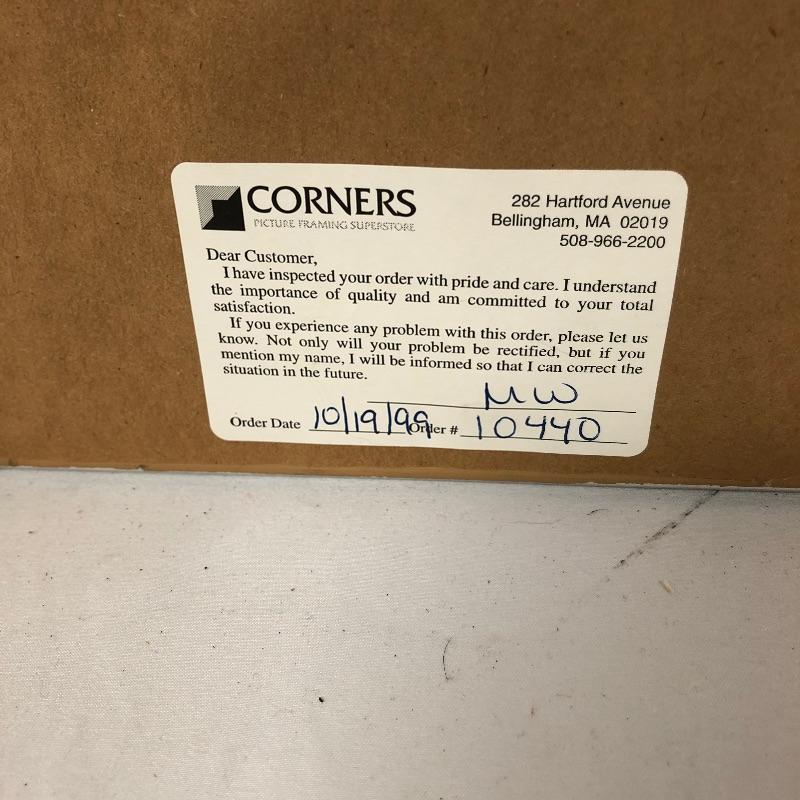 CORNERS
PICTURE FRAMING SUPERSTORE
282 Hartford Avenue
Bellingham, MA 02019
508-966-2200
Dear Customer,
I have inspected your order with pride and care. I understand
the importance of quality and am committed to your total
satisfaction.
If you experience any problem with this order, please let us
know. Not only will your problem be rectified, but if you
mention my name, I will be informed so that I can correct the
situation in the future.
MW
Order Date 10/19/99 Order # 10440